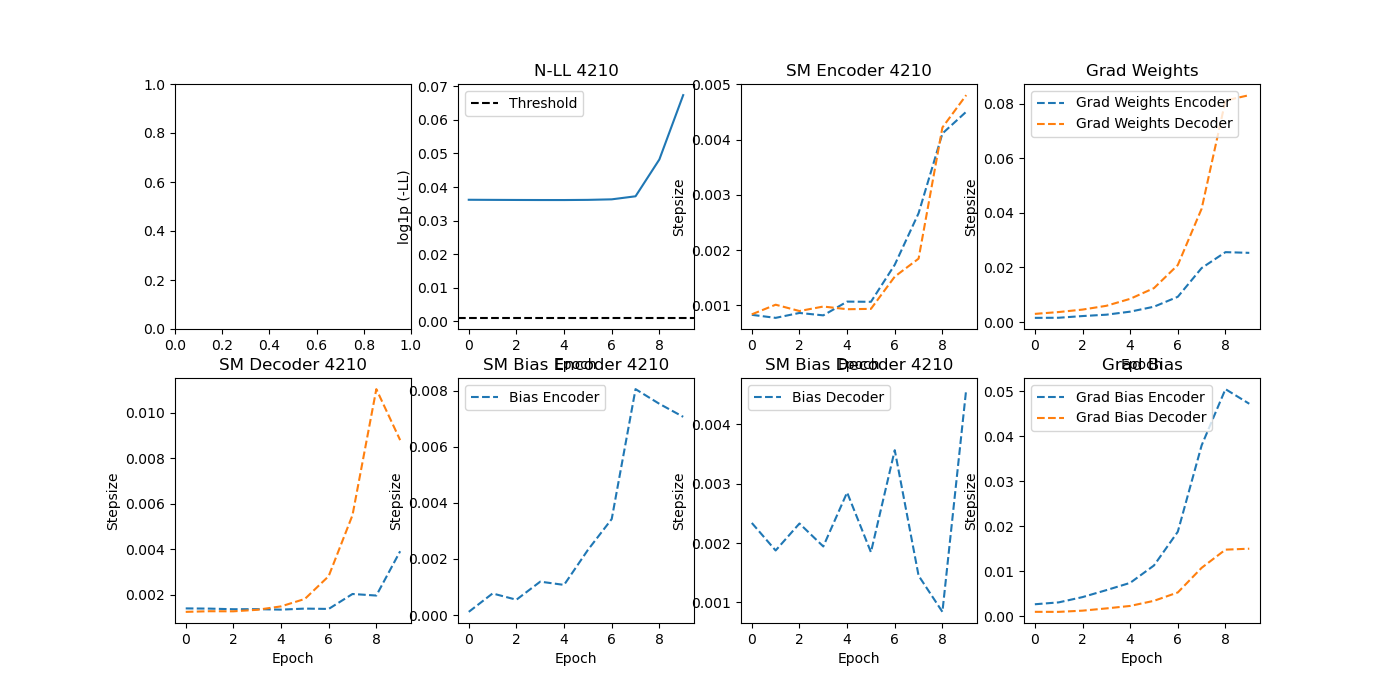 N-LL 4210
SM Encoder 4210
Grad Weights
1.0
0.8
0.6
0.4
0.2
0.0
0.0 0.2 0.4 0.6 0.8 1.0
log1p (-LL)
0.07
0.06
0.05
0.04
0.03
0.02
0.01
0.00
Threshold
0 2 4 6 8
Epoch
Stepsize
0.005
0.004
0.003
0.002
0.001
0 2 4 6 8
Epoch
Stepsize
0.08
0.06
0.04
0.02
0.00
Grad Weights Encoder
Grad Weights Decoder
0 2 4 6 8
Epoch
SM Decoder 4210
SM Bias Encoder 4210
SM Bias Decoder 4210
Grad Bias
Stepsize
0.010
0.008
0.006
0.004
0.002
0 2 4 6 8
Epoch
Stepsize
0.008
0.006
0.004
0.002
0.000
Bias Encoder
0 2 4 6 8
Epoch
Stepsize
0.004
0.003
0.002
0.001
Bias Decoder
0 2 4 6 8
Epoch
Stepsize
0.05
0.04
0.03
0.02
0.01
0.00
Grad Bias Encoder
Grad Bias Decoder
0 2 4 6 8
Epoch